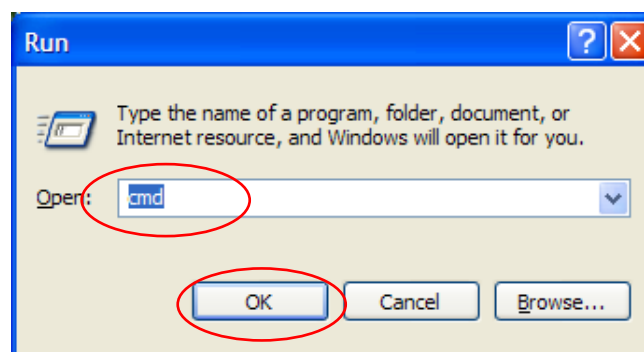 Run
Type the name of a program, folder, document, or
Internet resource, and Windows will open it for you.
Open: cmd
OK Cancel Browse...